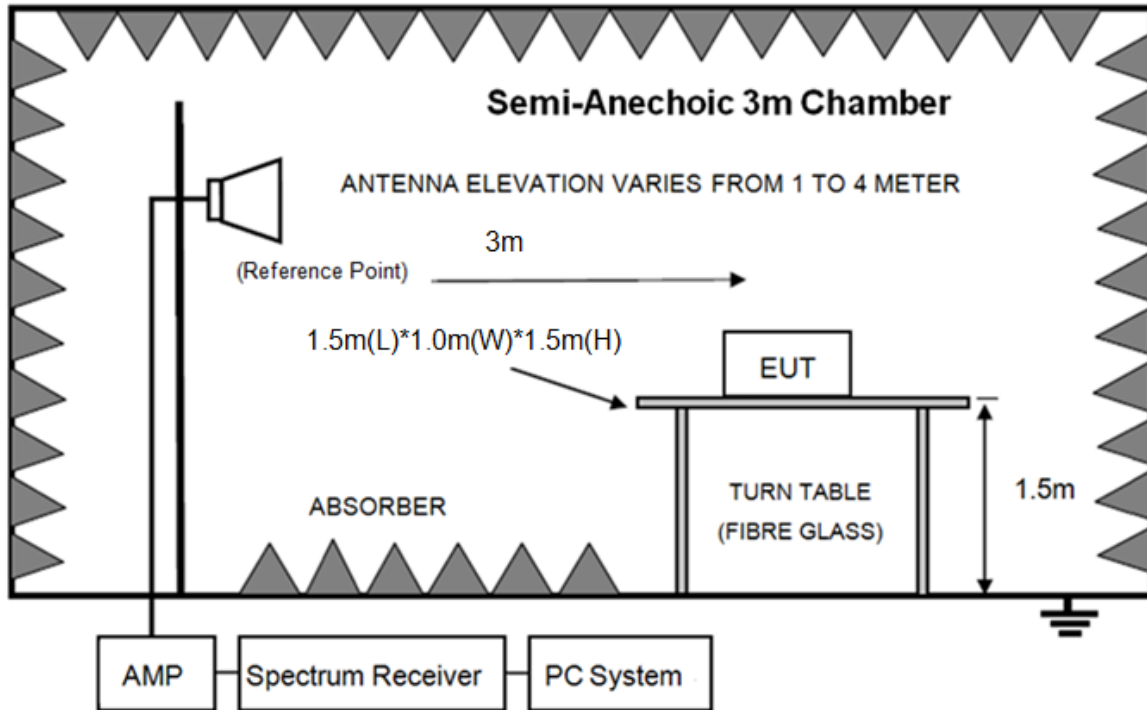 Semi-Anechoic 3m Chamber
ANTENNA ELEVATION VARIES FROM 1 TO 4 METER
3m
(Reference Point)
1.5m(L)*1.0m(W)*1.5m(H)
EUT
ABSORBER
TURN TABLE
(FIBRE GLASS)
1.5m
AMP
Spectrum Receiver
PC System